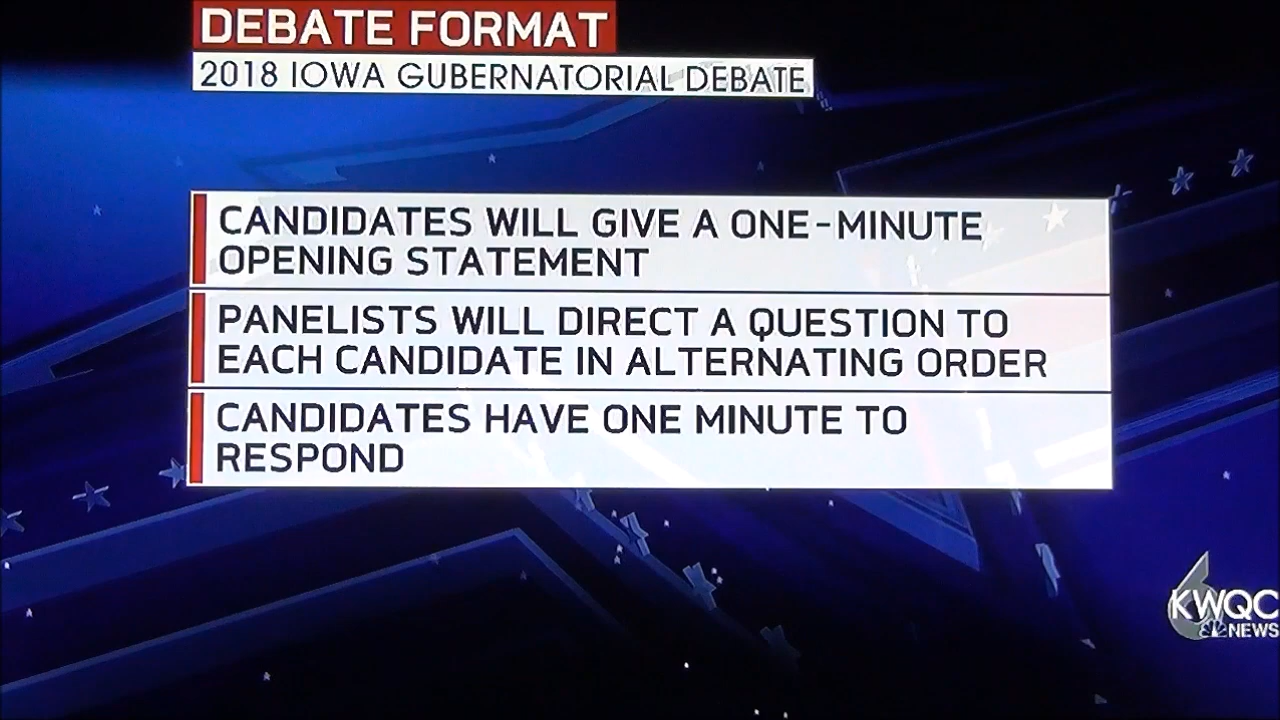 DEBATE FORMAT
2018 IOWA GUBERNATORIAL DEBATE
CANDIDATES WILL GIVE A ONE-MINUTE
OPENING STATEMENT
PANELISTS WILL DIRECT A QUESTION TO
EACH CANDIDATE IN ALTERNATING ORDER
CANDIDATES HAVE ONE MINUTE TO
RESPOND
6
KWQC
NEWS